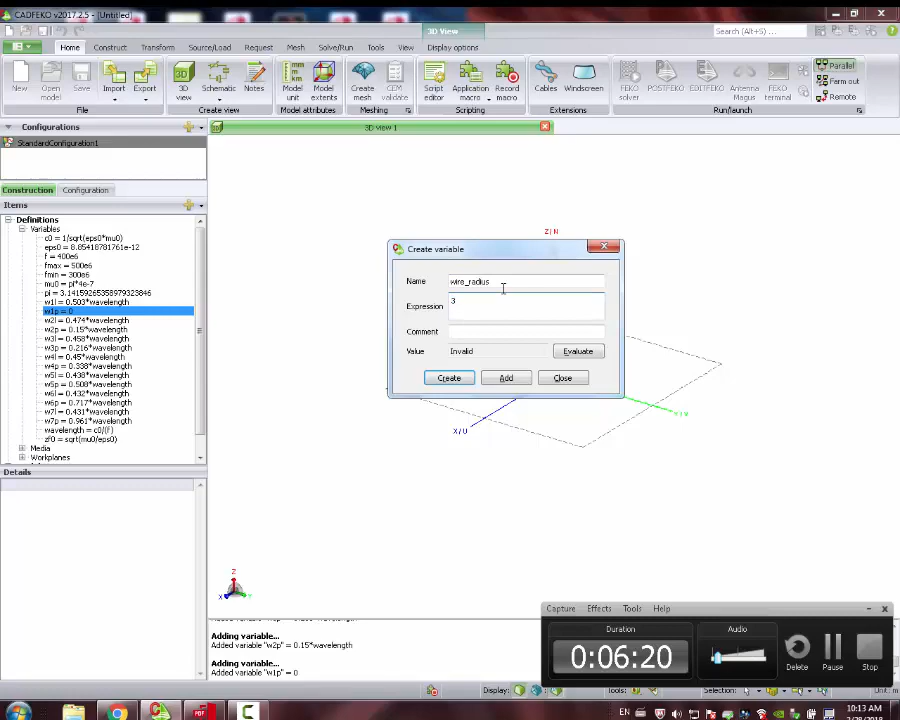 CADFEKO v2017.2.5 - [Untitled]
3D View
Search (Alt+S) ...
Home Construct Transform Source/Load Request Mesh Solve/Run Tools View Display options
Parallel
Farm out
Remote
New Open model Save Import Export 3D view Schematic Notes Model unit Model extents Create mesh CEM validate Script editor Application macro Record macro Cables Windscreen FEKO solver POSTFEKO EDITFEKO Antenna Magus FEKO terminal
File Create view Model attributes Meshing Scripting Extensions Run/launch
Configurations
3D view 1
StandardConfiguration1
Construction Configuration
Items
Definitions
Variables
c0 = 1/sqrt(eps0*mu0)
eps0 = 8.85418781761e-12
f = 400e6
fmax = 500e6
fmin = 300e6
mu0 = pi*4e-7
pi = 3.14159265358979323846
w1l = 0.503*wavelength
w1p = 0
w2l = 0.474*wavelength
w2p = 0.15*wavelength
w3l = 0.458*wavelength
w3p = 0.216*wavelength
w4l = 0.45*wavelength
w4p = 0.338*wavelength
w5l = 0.438*wavelength
w5p = 0.508*wavelength
w6l = 0.432*wavelength
w6p = 0.717*wavelength
w7l = 0.431*wavelength
w7p = 0.961*wavelength
wavelength = c0/(f)
zf0 = sqrt(mu0/eps0)
Media
Workplanes
Details
Z|N
Create variable
Name wire_radius
Expression 3
Comment
Value Invalid Evaluate
Create Add Close
X/U
Y/V
Z
X
Y
Adding variable...
Added variable "w2p" = 0.15*wavelength
Adding variable...
Added variable "w1p" = 0
Capture Effects Tools Help
Duration
0:06:20
Audio
Delete Pause Stop
Display: Tools: Selection: Unit: m
EN
10:13 AM